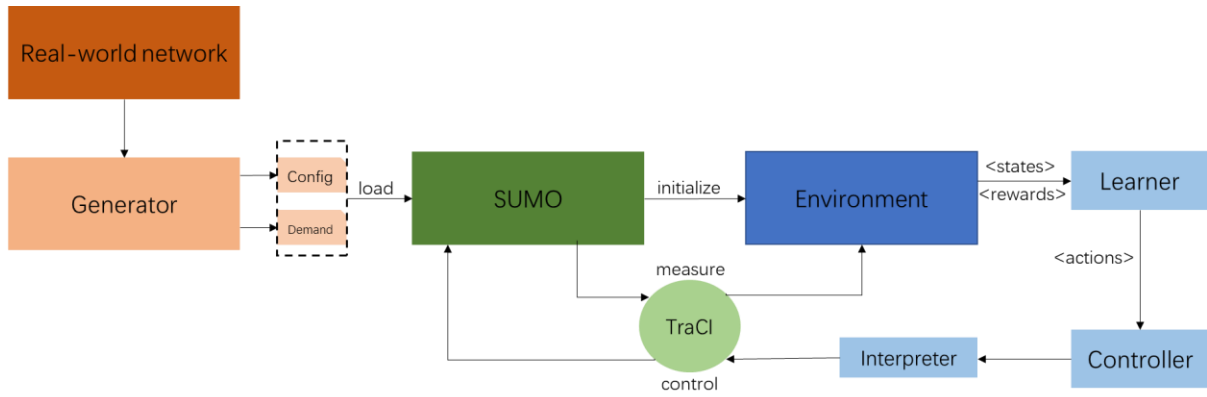 Real-world network
Generator
Config
Demand
load
SUMO
initialize
Environment
<states>
<rewards>
Learner
<actions>
measure
TraCI
control
Interpreter
Controller